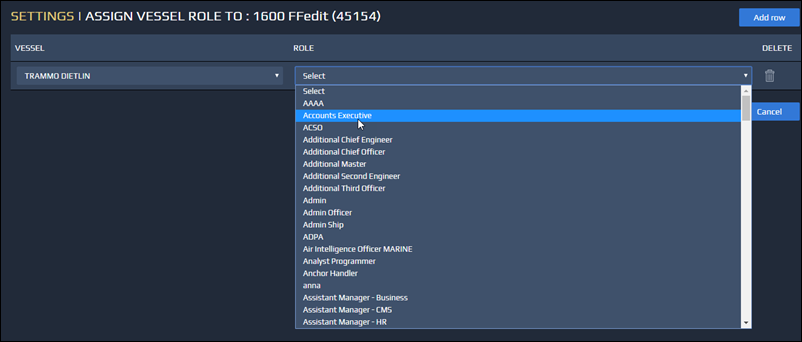 SETTINGS | ASSIGN VESSEL ROLE TO : 1600 FFedit (45154)
Add row
VESSEL ROLE DELETE
TRAMMO DIETLIN Select
Select
AAAA
Accounts Executive
Cancel
ACSO
Additional Chief Engineer
Additional Chief Officer
Additional Master
Additional Second Engineer
Additional Third Officer
Admin
Admin Officer
Admin Ship
ADPA
Air Intelligence Officer MARINE
Analyst Programmer
Anchor Handler
anna
Assistant Manager - Business
Assistant Manager - CMS
Assistant Manager - HR